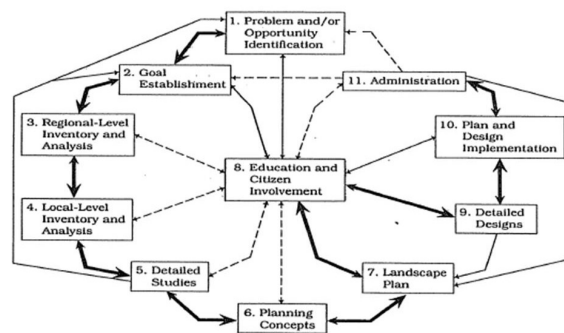 1. Problem and/or
Opportunity
Identification
2. Goal
Establishment
11. Administration
3. Regional-Level
Inventory and
Analysis
10. Plan and
Design
Implementation
8. Education and
Citizen
Involvement
4. Local-Level
Inventory and
Analysis
9. Detailed
Designs
5. Detailed
Studies
7. Landscape
Plan
6. Planning
Concepts